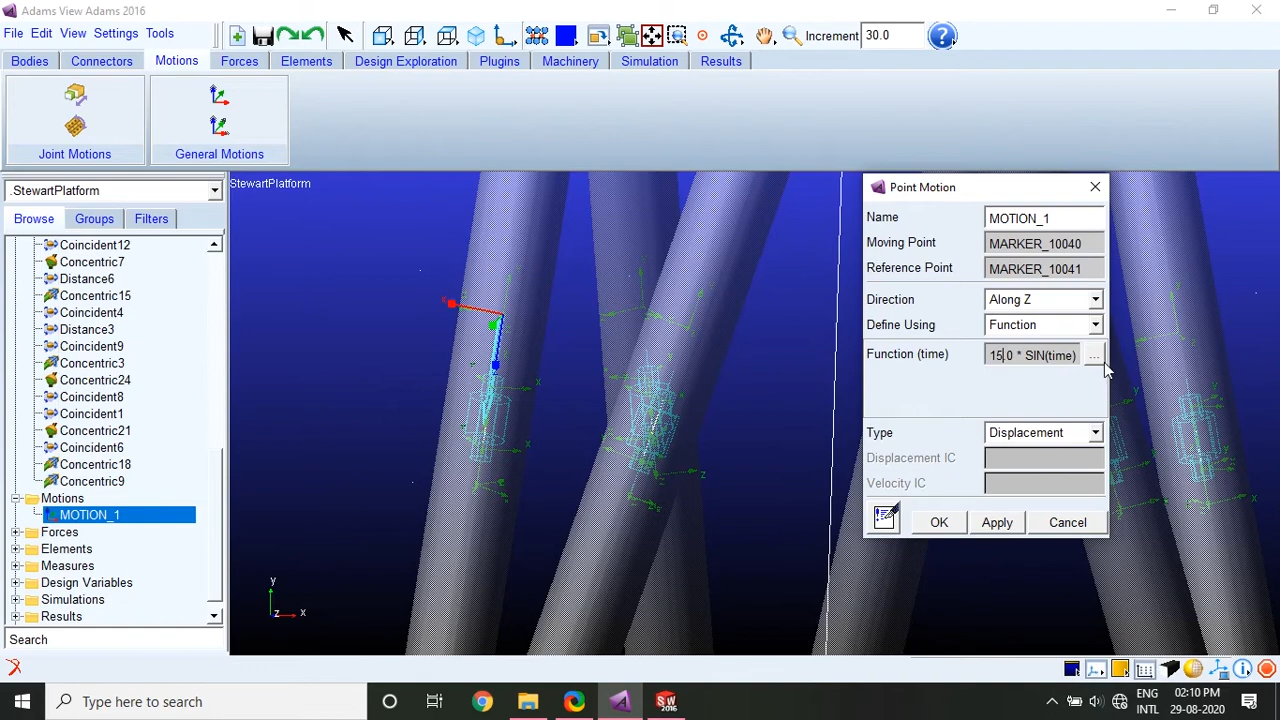 Adams View Adams 2016
File Edit View Settings Tools
Increment 30.0
Bodies Connectors Motions Forces Elements Design Exploration Plugins Machinery Simulation Results
Joint Motions General Motions
.StewartPlatform
Browse Groups Filters
Coincident12
Concentric7
Distance6
Concentric15
Coincident4
Distance3
Coincident9
Concentric3
Concentric24
Coincident8
Coincident1
Concentric21
Coincident6
Concentric18
Concentric9
Motions
MOTION_1
Forces
Elements
Measures
Design Variables
Simulations
Results
Search
StewartPlatform
y
z x
Point Motion
Name MOTION_1
Moving Point MARKER_10040
Reference Point MARKER_10041
Direction Along Z
Define Using Function
Function (time) 15.0 * SIN(time) ...
Type Displacement
Displacement IC
Velocity IC
OK Apply Cancel
Type here to search
ENG
INTL
02:10 PM
29-08-2020